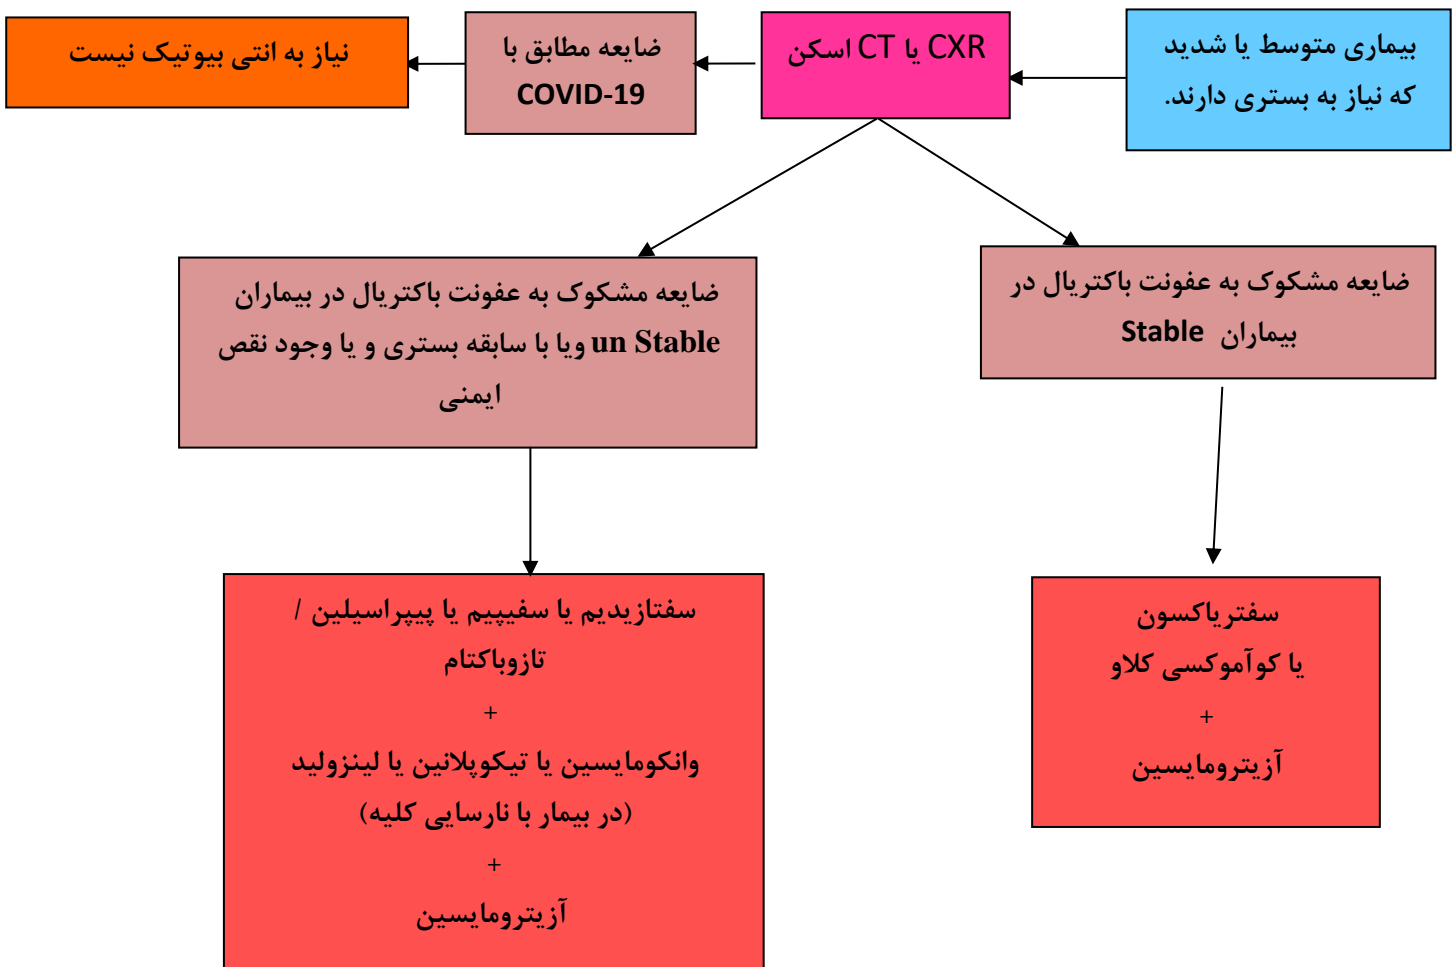 بیماری متوسط یا شدید
که نیاز به بستری دارند.
CXR یا CT اسکن
ضایعه مطابق با
COVID-19
نیاز به انتی بیوتیک نیست
ضایعه مشکوک به عفونت باکتریال در
بیماران Stable
ضایعه مشکوک به عفونت باکتریال در بیماران
un Stable ویا با سابقه بستری و یا وجود نقص
ایمنی
سفتریاکسون
یا کوآموکسی کلاو
+
آزیترومایسین
سفتازیدیم یا سفیپیم یا پیپراسیلین /
تازوباکتام
+
وانکومایسین یا تیکوپلانین یا لینزولید
(در بیمار با نارسایی کلیه)
+
آزیترومایسین